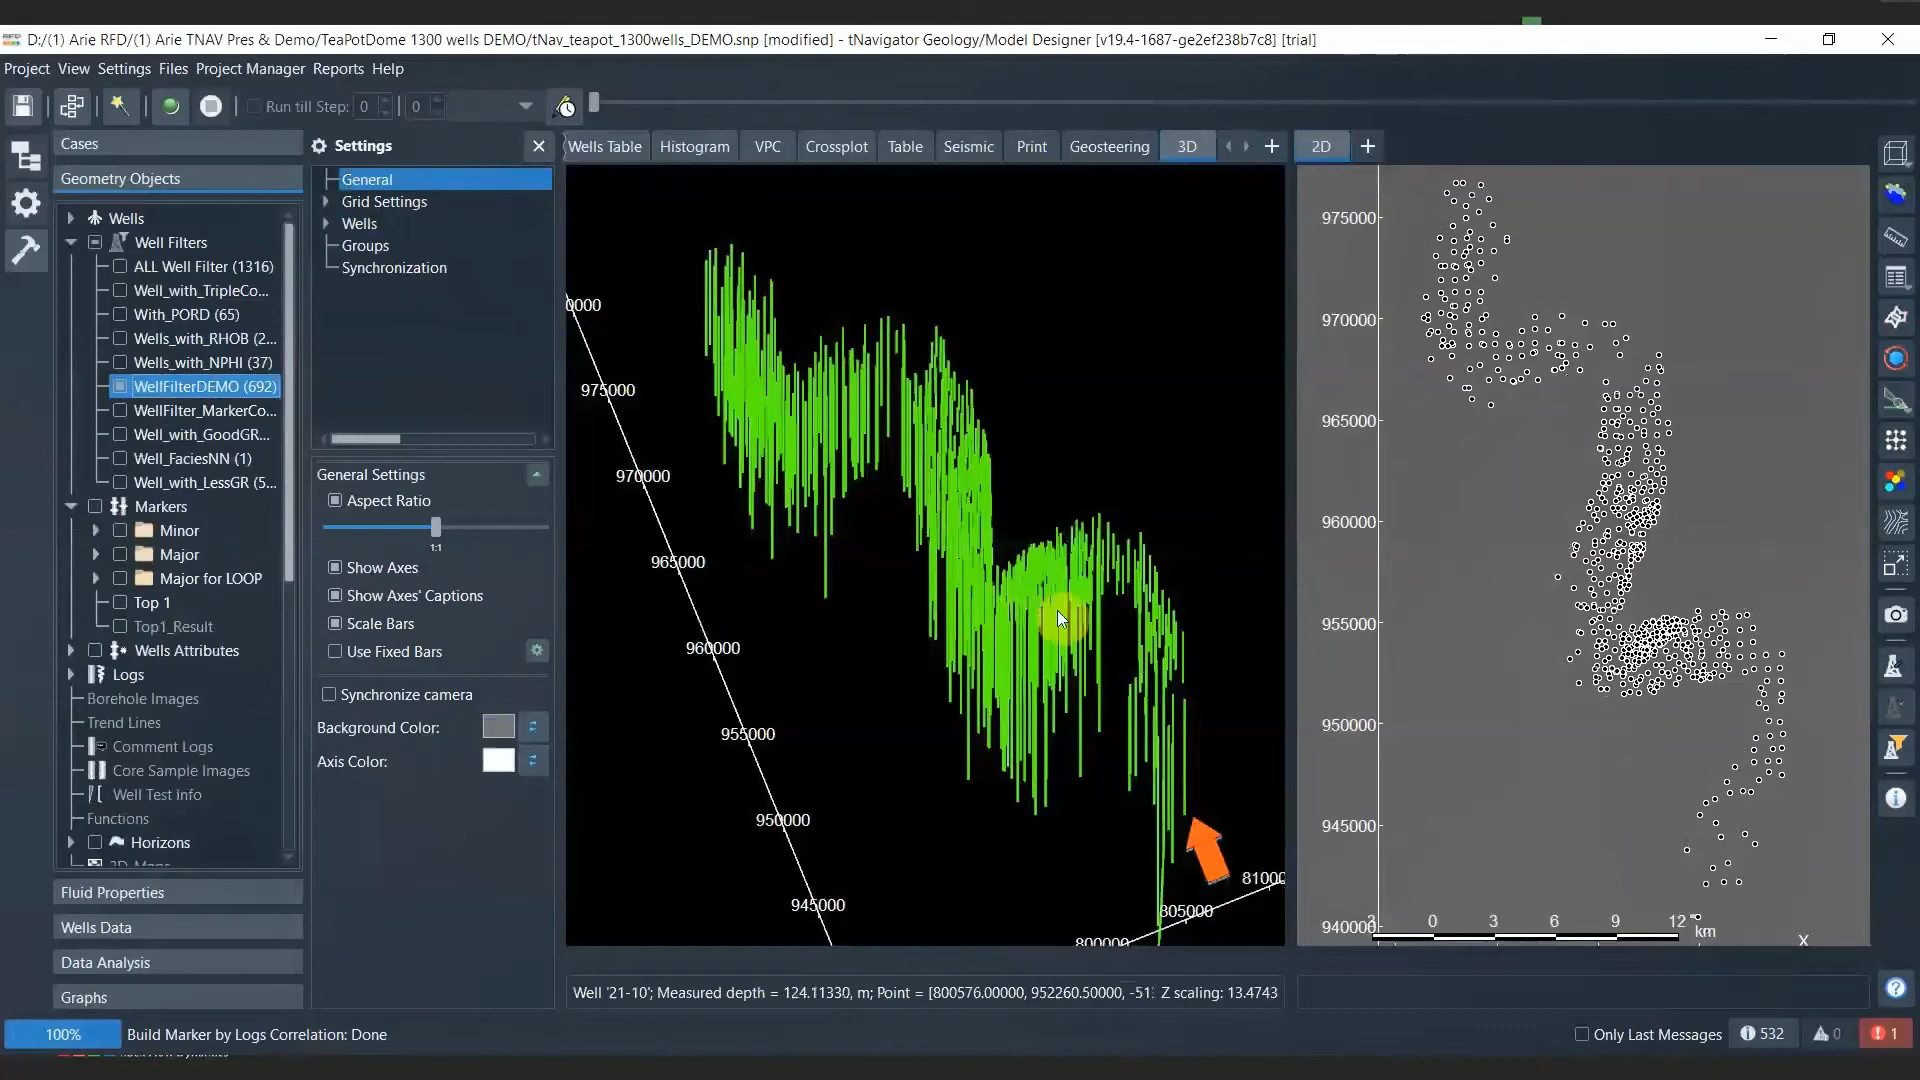 D:/(1) Arie RFD/(1) Arie TNAV Pres & Demo/TeaPotDome 1300 wells DEMO/tNav_teapot_1300wells_DEMO.snp [modified] - tNavigator Geology/Model Designer [v19.4-1687-ge2ef238b7c8] [trial]
Project View Settings Files Project Manager Reports Help
Run till Step: 0 0
Cases
Geometry Objects
Wells
Well Filters
ALL Well Filter (1316)
Well_with_TripleCo...
With_PORD (65)
Wells_with_RHOB (2...
Wells_with_NPHI (37)
WellFilterDEMO (692)
WellFilter_MarkerCo...
Well_with_GoodGR...
Well_FaciesNN (1)
Well_with_LessGR (5...
Markers
Minor
Major
Major for LOOP
Top 1
Top1_Result
Wells Attributes
Logs
Borehole Images
Trend Lines
Comment Logs
Core Sample Images
Well Test info
Functions
Horizons
Fluid Properties
Wells Data
Data Analysis
Graphs
Settings
General
Grid Settings
Wells
Groups
Synchronization
General Settings
Aspect Ratio
1:1
Show Axes
Show Axes' Captions
Scale Bars
Use Fixed Bars
Synchronize camera
Background Color:
Axis Color:
Wells Table Histogram VPC Crossplot Table Seismic Print Geosteering 3D
0000
975000
970000
965000
960000
955000
950000
945000
81000
805000
800000
Well '21-10'; Measured depth = 124.11330, m; Point = [800576.00000, 952260.50000, -51 Z scaling: 13.4743
2D
975000
970000
965000
960000
955000
950000
945000
940000
3 0 3 6 9 12
km
X
100% Build Marker by Logs Correlation: Done
Only Last Messages 532 0 1